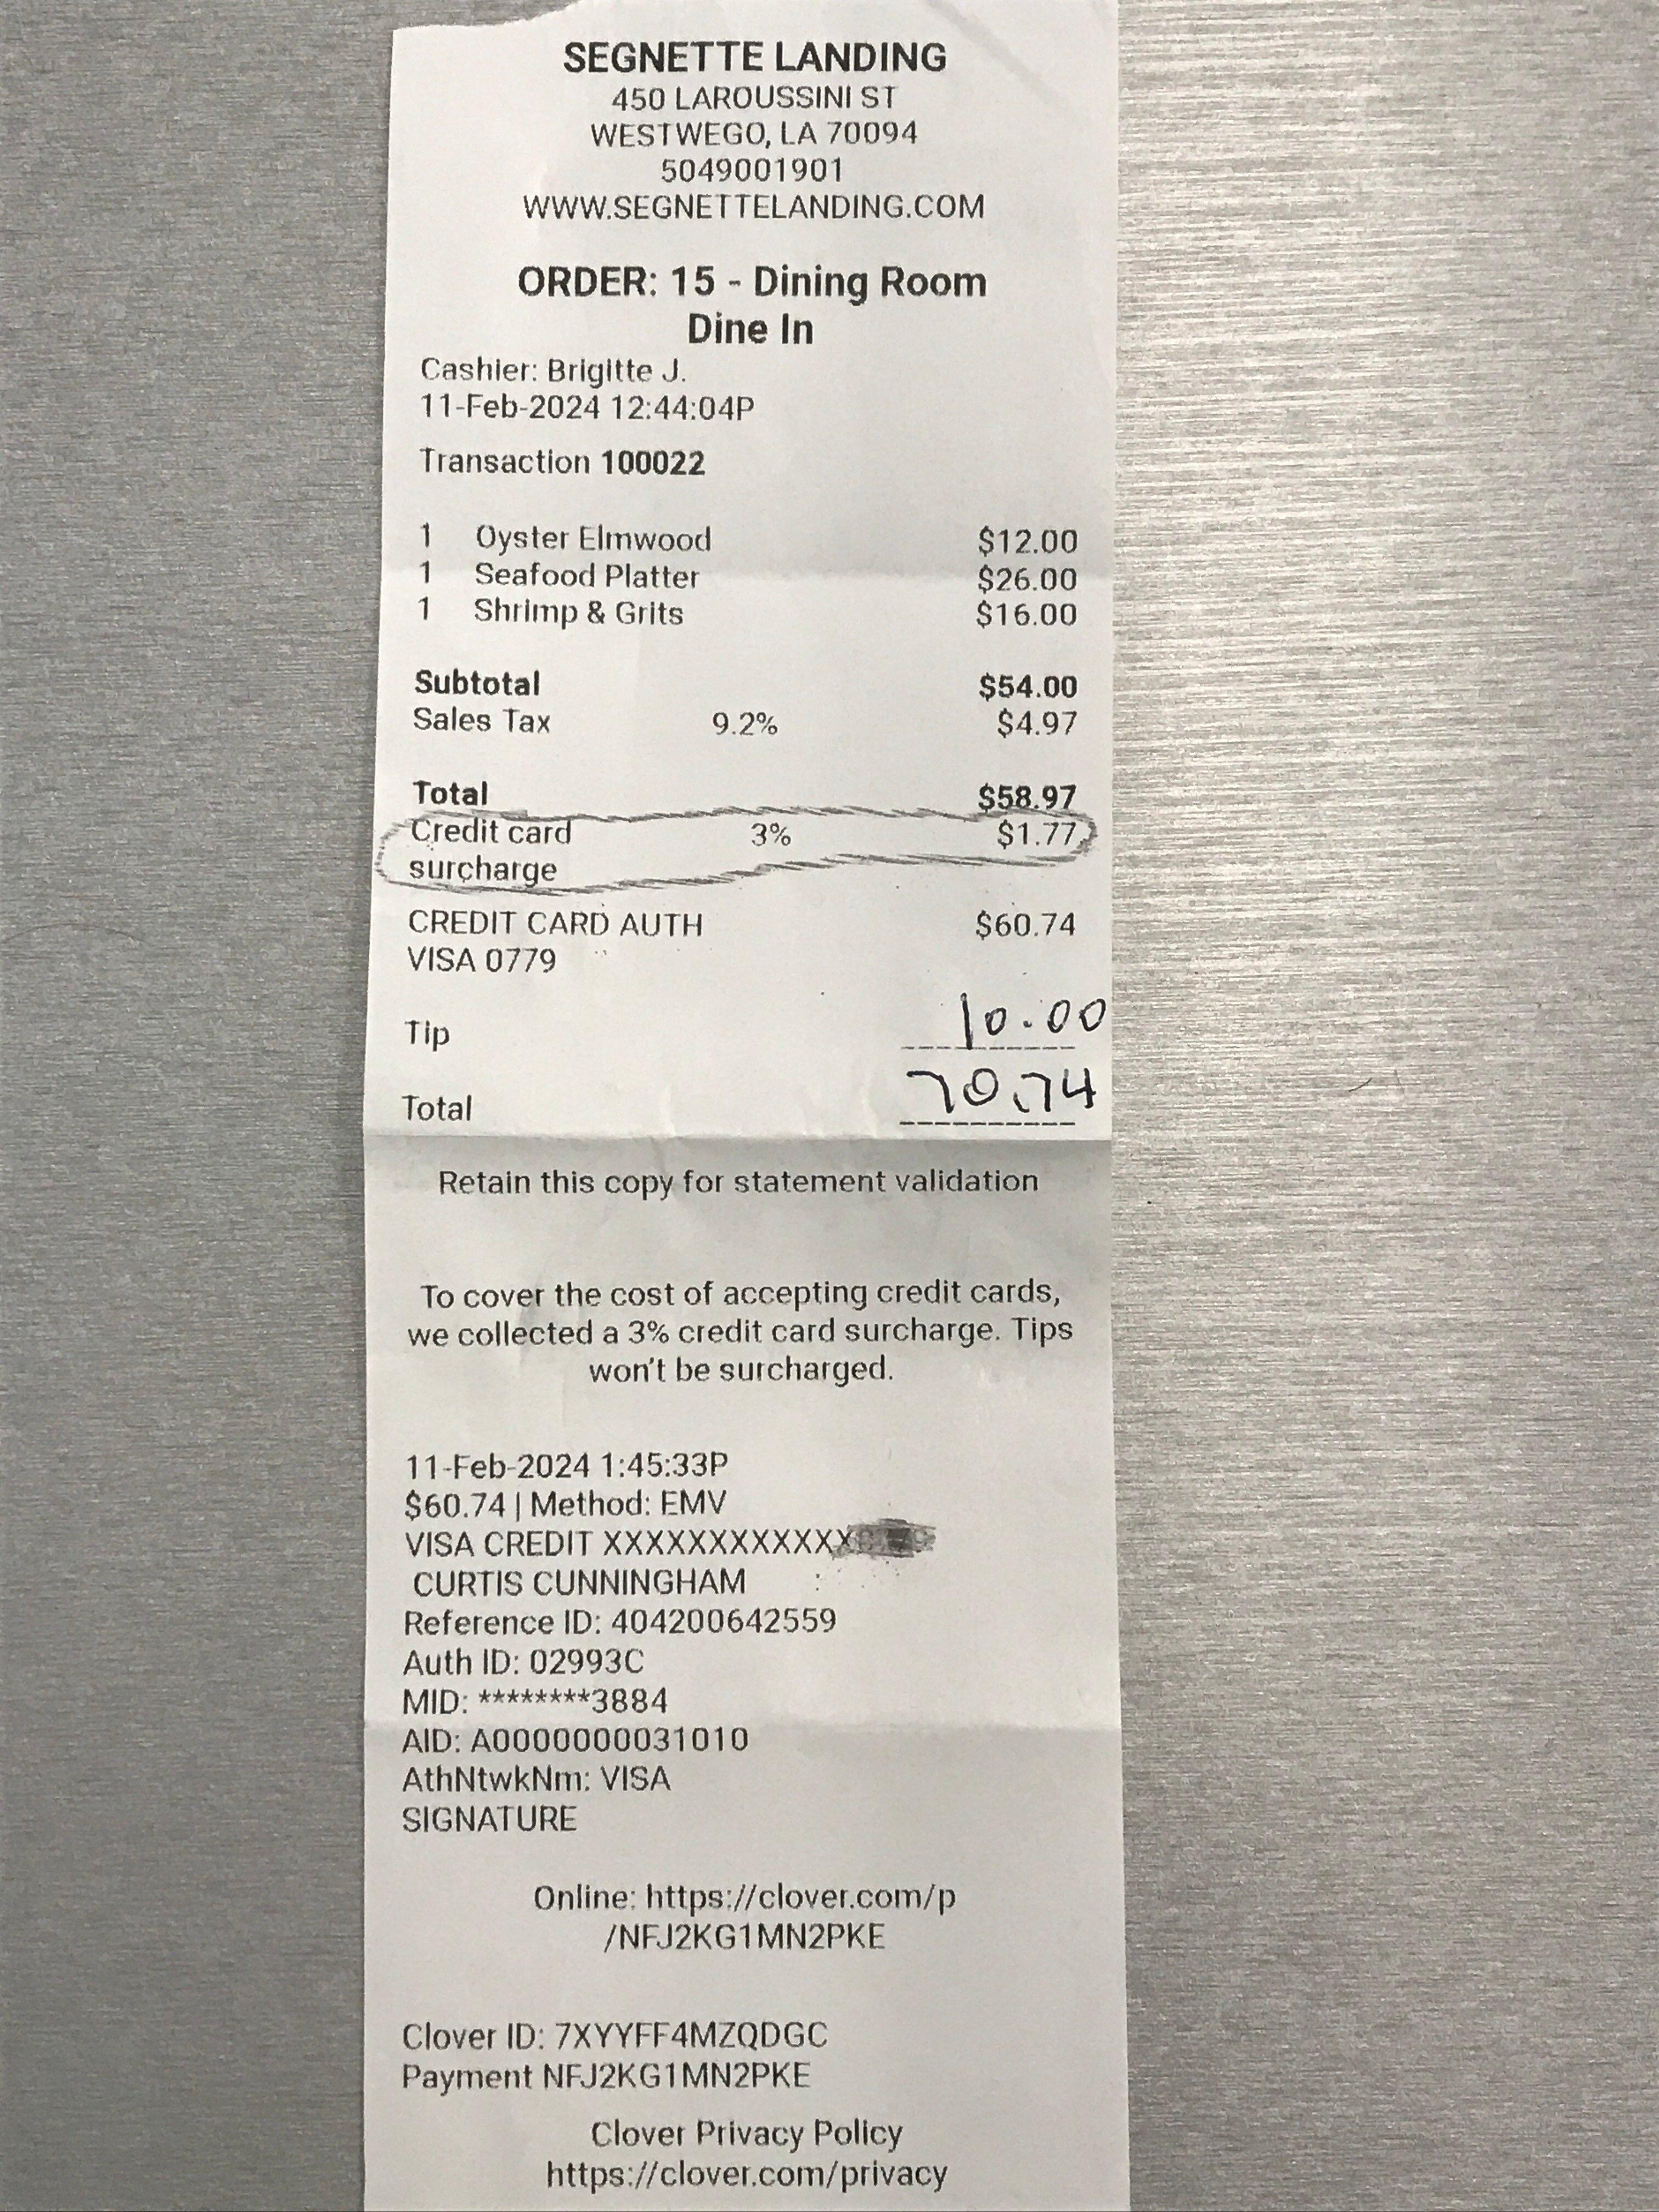 SEGNETTE LANDING
450 LAROUSSINI ST
WESTWEGO, LA 70094
5049001901
WWW.SEGNETTELANDING.COM
ORDER: 15 - Dining Room
Dine In
Cashier: Brigitte J.
11-Feb-2024 12:44:04P
Transaction 100022
1 Oyster Elmwood $12.00
1 Seafood Platter $26.00
1 Shrimp & Grits $16.00
Subtotal $54.00
Sales Tax 9.2% $4.97
Total $58.97
Credit card 3% $1.77
surcharge
CREDIT CARD AUTH $60.74
VISA 0779
Tip 10.00
Total 70.74
Retain this copy for statement validation
To cover the cost of accepting credit cards,
we collected a 3% credit card surcharge. Tips
won't be surcharged.
11-Feb-2024 1:45:33P
$60.74 | Method: EMV
VISA CREDIT XXXXXXXXXXXX
CURTIS CUNNINGHAM
Reference ID: 404200642559
Auth ID: 02993C
MID: ********3884
AID: A0000000031010
AthNtwkNm: VISA
SIGNATURE
Online: https://clover.com/p
/NFJ2KG1MN2PKE
Clover ID: 7XYYFF4MZQDGC
Payment NFJ2KG1MN2PKE
Clover Privacy Policy
https://clover.com/privacy